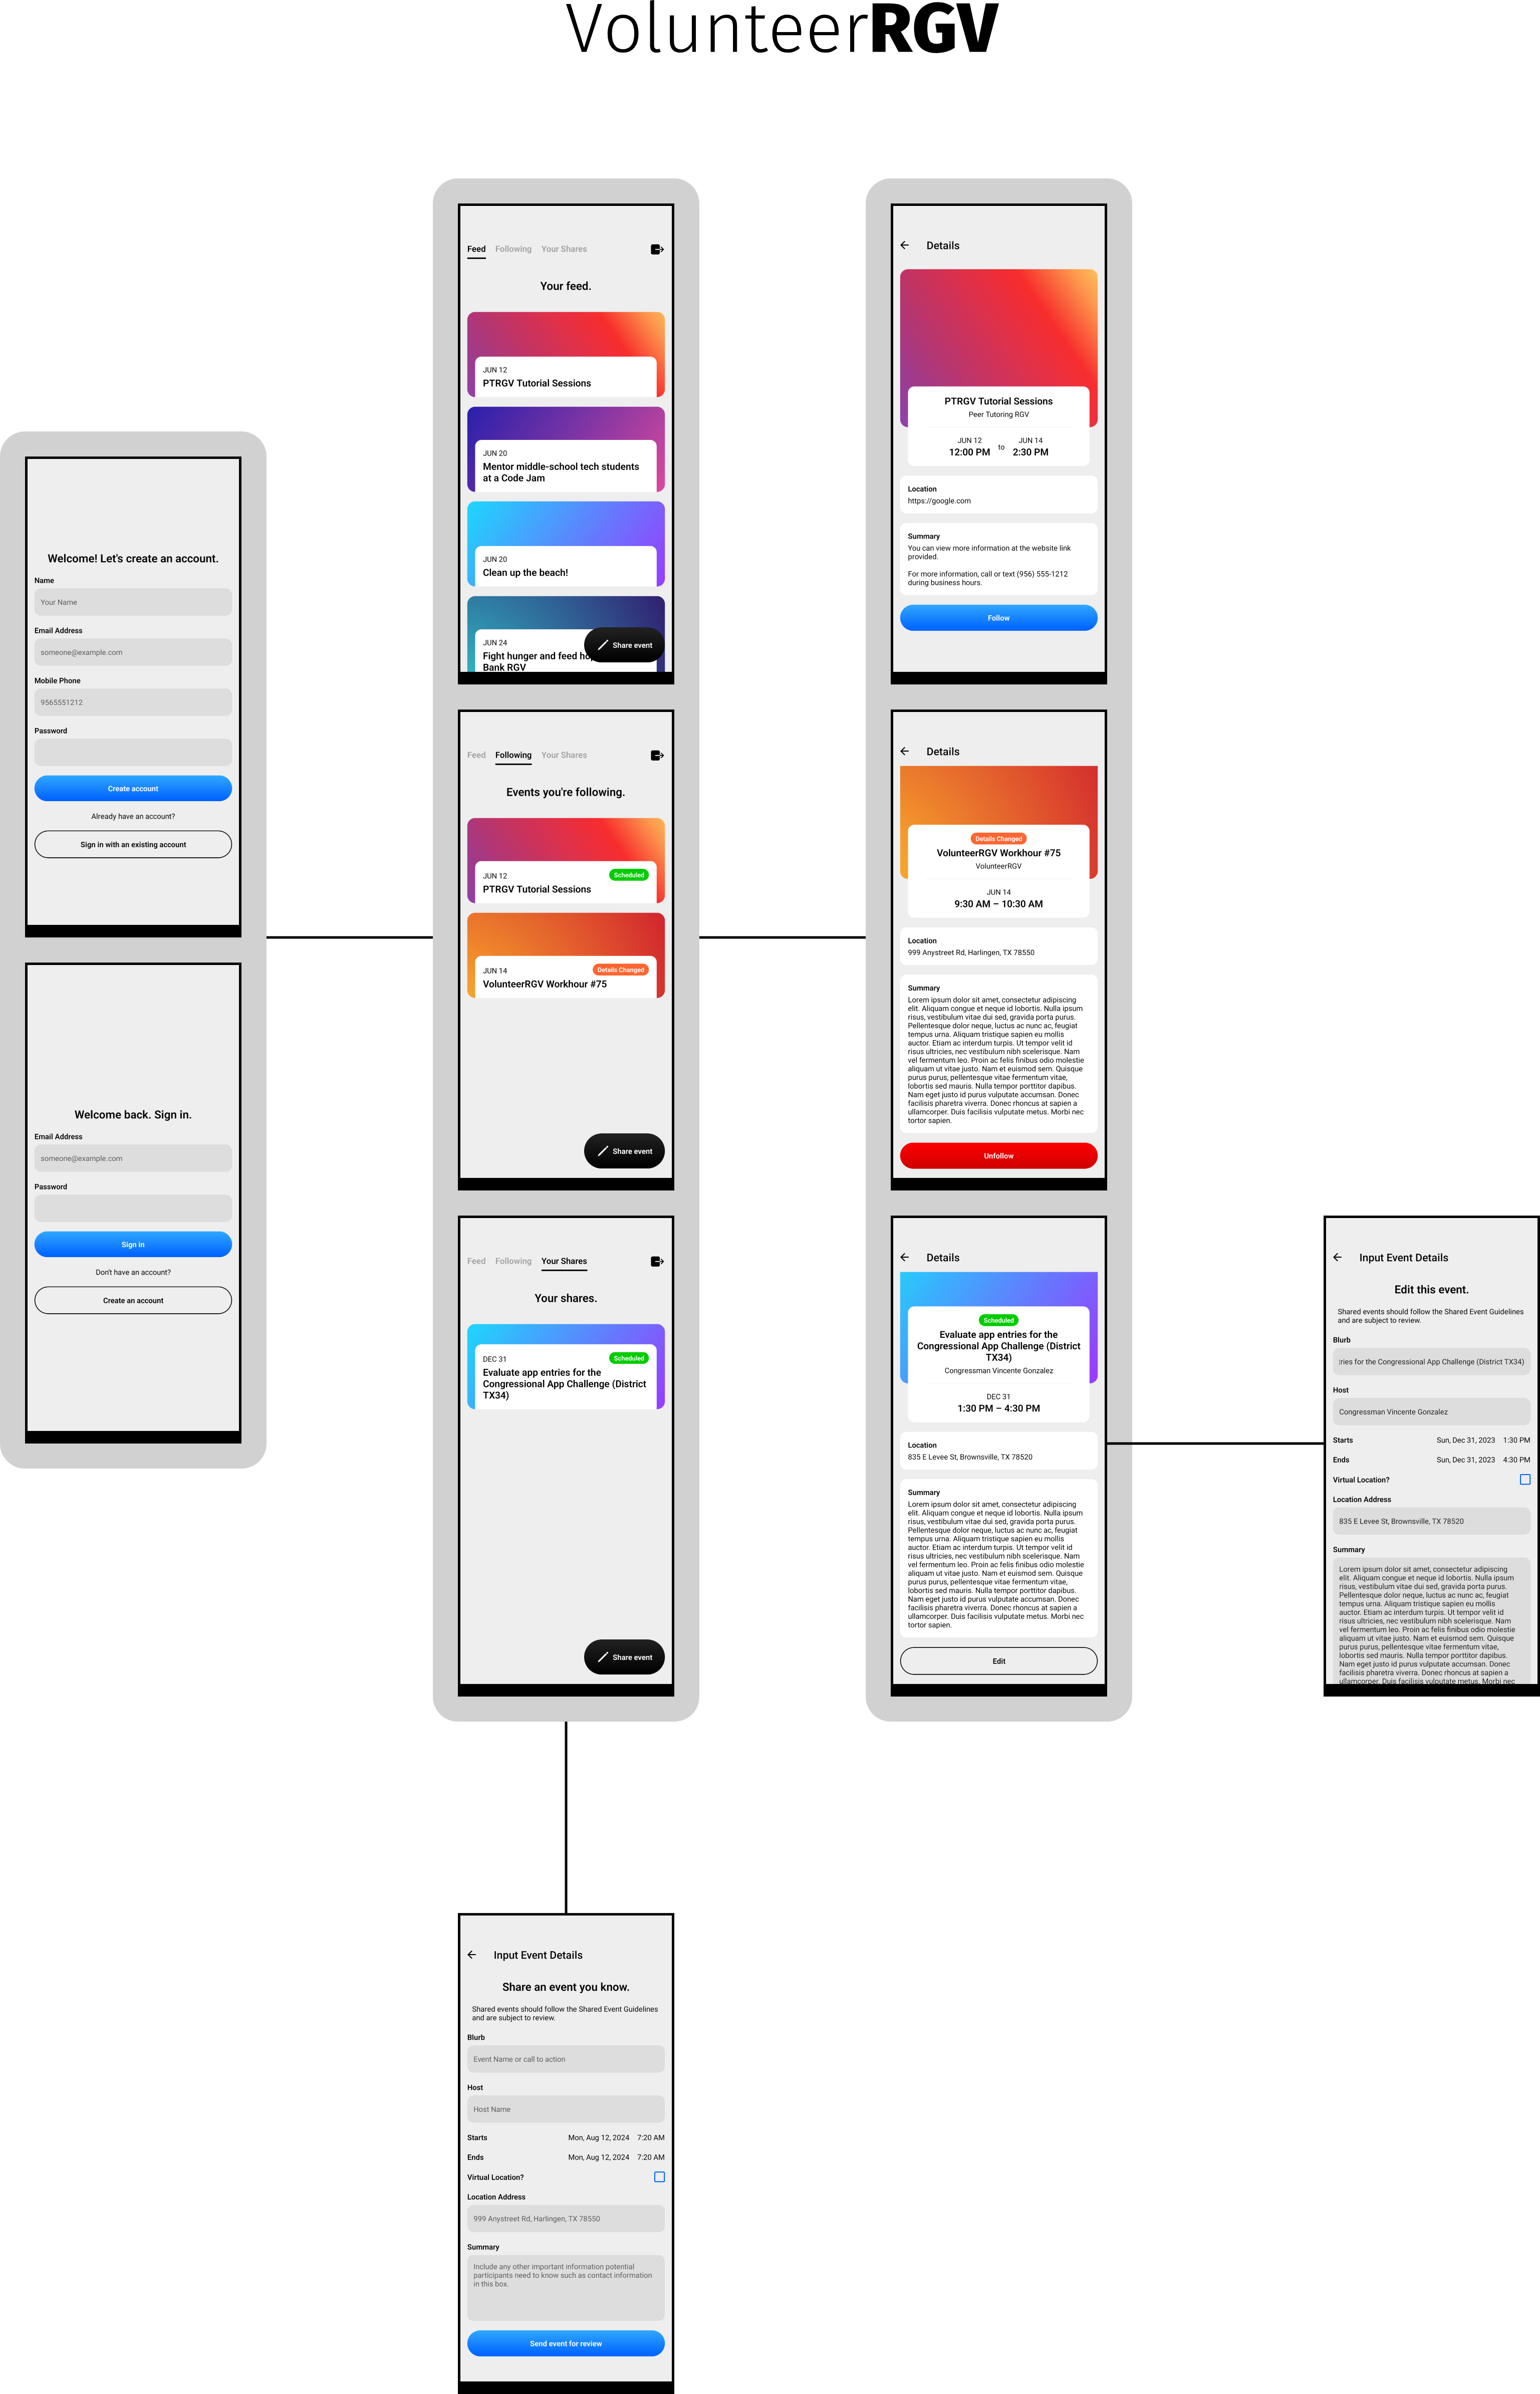 VolunteerRGV
Welcome! Let's create an account.
Name
Your Name
Email Address
someone@example.com
Mobile Phone
9565551212
Password
Create account
Already have an account?
Sign in with an existing account
Welcome back. Sign in.
Email Address
someone@example.com
Password
Sign in
Don't have an account?
Create an account
Feed Following Your Shares
Your feed.
JUN 12
PTRGV Tutorial Sessions
JUN 20
Mentor middle-school tech students
at a Code Jam
JUN 20
Clean up the beach!
JUN 24
Fight hunger and feed
Bank RGV
Share event
Feed Following Your Shares
Events you're following.
JUN 12
Scheduled
PTRGV Tutorial Sessions
JUN 14
Details Changed
VolunteerRGV Workhour #75
Share event
Feed Following Your Shares
Your shares.
DEC 31
Scheduled
Evaluate app entries for the
Congressional App Challenge (District
TX34)
Share event
Details
PTRGV Tutorial Sessions
Peer Tutoring RGV
JUN 12
12:00 PM
to
JUN 14
2:30 PM
Location
https://google.com
Summary
You can view more information at the website link
provided.
For more information, call or text (956) 555-1212
during business hours.
Follow
Details
Details Changed
VolunteerRGV Workhour #75
VolunteerRGV
JUN 14
9:30 AM – 10:30 AM
Location
999 Anystreet Rd, Harlingen, TX 78550
Summary
Lorem ipsum dolor sit amet, consectetur adipiscing
elit. Aliquam congue et neque id lobortis. Nulla ipsum
risus, vestibulum vitae dui sed, gravida porta purus.
Pellentesque dolor neque, luctus ac nunc ac, feugiat
tempus urna. Aliquam tristique sapien eu mollis
auctor. Etiam ac interdum turpis. Ut tempor velit id
risus ultricies, nec vestibulum nibh scelerisque. Nam
vel fermentum leo. Proin ac felis finibus odio molestie
aliquam ut vitae justo. Nam et euismod sem. Quisque
purus purus, pellentesque vitae fermentum vitae,
lobortis sed mauris. Nulla tempor porttitor dapibus.
Nam eget justo id purus vulputate accumsan. Donec
facilisis pharetra viverra. Donec rhoncus at sapien a
ullamcorper. Duis facilisis vulputate metus. Morbi nec
tortor sapien.
Unfollow
Details
Scheduled
Evaluate app entries for the
Congressional App Challenge (District
TX34)
Congressman Vincente Gonzalez
DEC 31
1:30 PM – 4:30 PM
Location
835 E Levee St, Brownsville, TX 78520
Summary
Lorem ipsum dolor sit amet, consectetur adipiscing
elit. Aliquam congue et neque id lobortis. Nulla ipsum
risus, vestibulum vitae dui sed, gravida porta purus.
Pellentesque dolor neque, luctus ac nunc ac, feugiat
tempus urna. Aliquam tristique sapien eu mollis
auctor. Etiam ac interdum turpis. Ut tempor velit id
risus ultricies, nec vestibulum nibh scelerisque. Nam
vel fermentum leo. Proin ac felis finibus odio molestie
aliquam ut vitae justo. Nam et euismod sem. Quisque
purus purus, pellentesque vitae fermentum vitae,
lobortis sed mauris. Nulla tempor porttitor dapibus.
Nam eget justo id purus vulputate accumsan. Donec
facilisis pharetra viverra. Donec rhoncus at sapien a
ullamcorper. Duis facilisis vulputate metus. Morbi nec
tortor sapien.
Edit
Input Event Details
Edit this event.
Shared events should follow the Shared Event Guidelines
and are subject to review.
Blurb
for the Congressional App Challenge (District TX34)
Host
Congressman Vincente Gonzalez
Starts Sun, Dec 31, 2023 1:30 PM
Ends Sun, Dec 31, 2023 4:30 PM
Virtual Location?
Location Address
835 E Levee St, Brownsville, TX 78520
Summary
Lorem ipsum dolor sit amet, consectetur adipiscing
elit. Aliquam congue et neque id lobortis. Nulla ipsum
risus, vestibulum vitae dui sed, gravida porta purus.
Pellentesque dolor neque, luctus ac nunc ac, feugiat
tempus urna. Aliquam tristique sapien eu mollis
auctor. Etiam ac interdum turpis. Ut tempor velit id
risus ultricies, nec vestibulum nibh scelerisque. Nam
vel fermentum leo. Proin ac felis finibus odio molestie
aliquam ut vitae justo. Nam et euismod sem. Quisque
purus purus, pellentesque vitae fermentum vitae,
lobortis sed mauris. Nulla tempor porttitor dapibus.
Nam eget justo id purus vulputate accumsan. Donec
facilisis pharetra viverra. Donec rhoncus at sapien a
ullamcorper. Duis facilisis vulputate metus. Morbi nec
Input Event Details
Share an event you know.
Shared events should follow the Shared Event Guidelines
and are subject to review.
Blurb
Event Name or call to action
Host
Host Name
Starts Mon, Aug 12, 2024 7:20 AM
Ends Mon, Aug 12, 2024 7:20 AM
Virtual Location?
Location Address
999 Anystreet Rd, Harlingen, TX 78550
Summary
Include any other important information potential
participants need to know such as contact information
in this box.
Send event for review